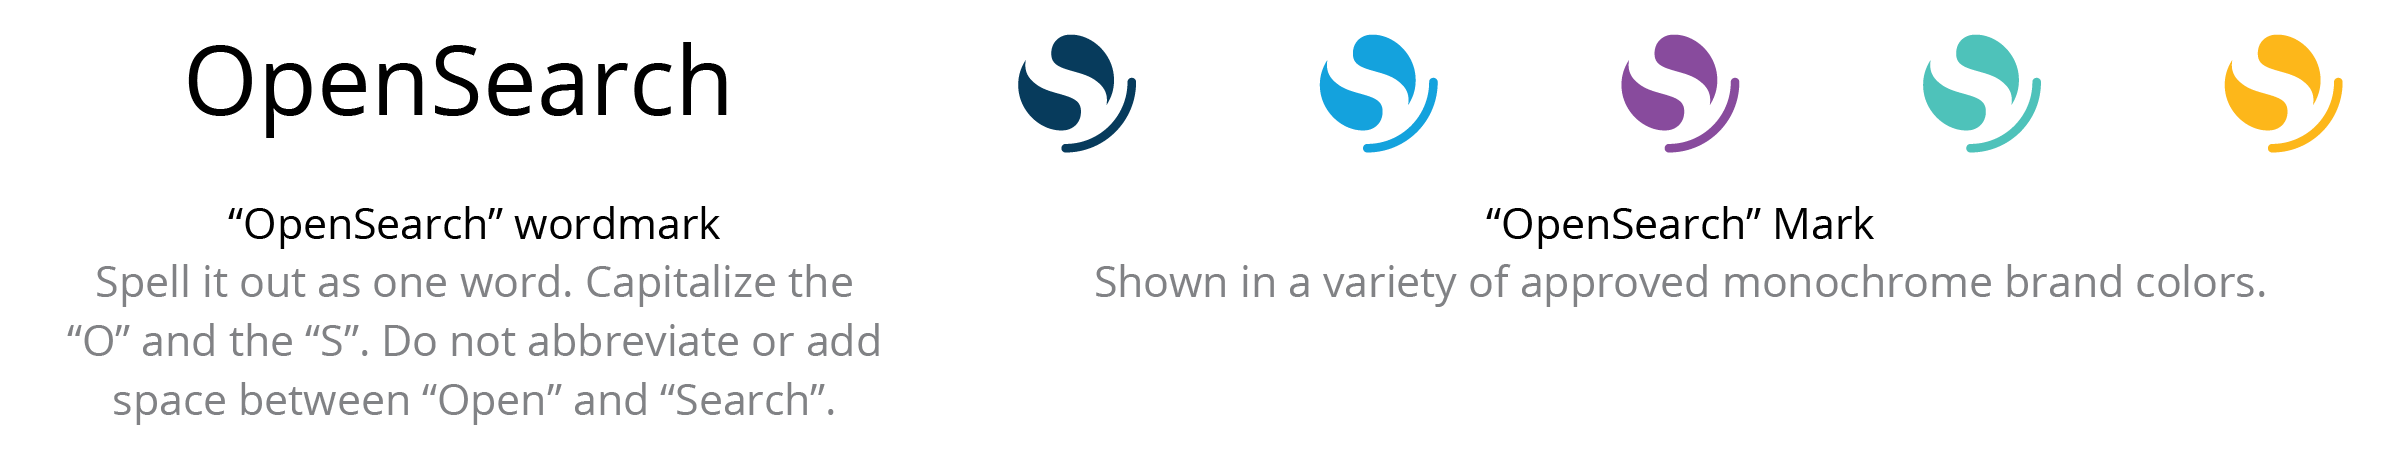 OpenSearch
“OpenSearch” wordmark
Spell it out as one word. Capitalize the
“O” and the “S”. Do not abbreviate or add
space between “Open” and “Search”.
“OpenSearch” Mark
Shown in a variety of approved monochrome brand colors.